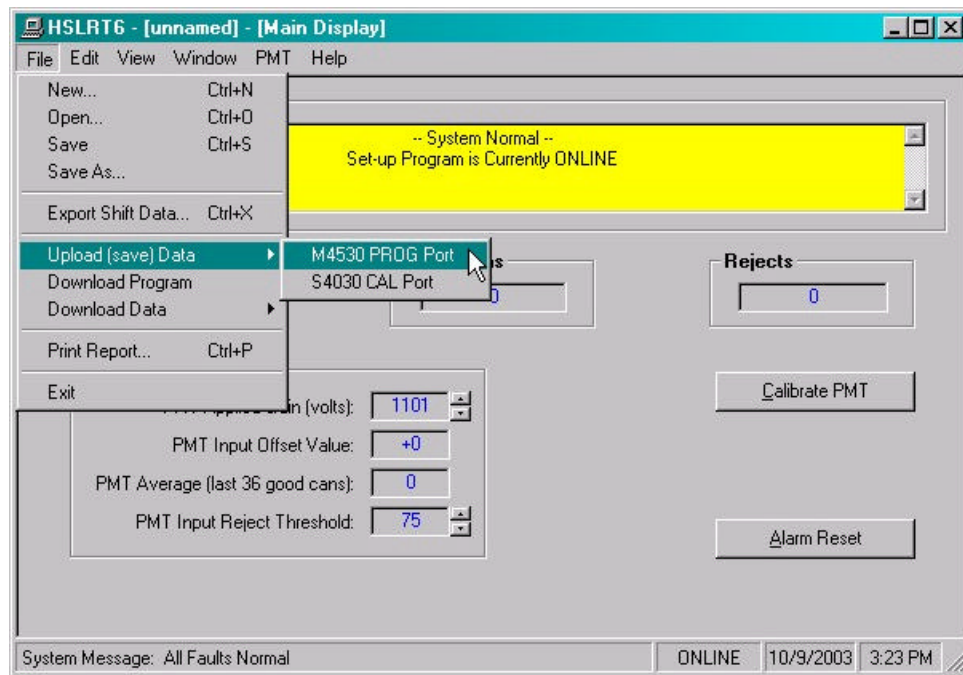 HSLRT6 - [unnamed] - [Main Display]
File Edit View Window PMT Help
New... Ctrl+N
Open... Ctrl+O
Save Ctrl+S
Save As...
Export Shift Data... Ctrl+X
Upload (save) Data
Download Program
Download Data
Print Report... Ctrl+P
Exit
M4530 PROG Port
S4030 CAL Port
-- System Normal --
Set-up Program is Currently ONLINE
0
Rejects
0
(volts): 1101
PMT Input Offset Value: +0
PMT Average (last 36 good cans): 0
PMT Input Reject Threshold: 75
Calibrate PMT
Alarm Reset
System Message: All Faults Normal
ONLINE 10/9/2003 3:23 PM